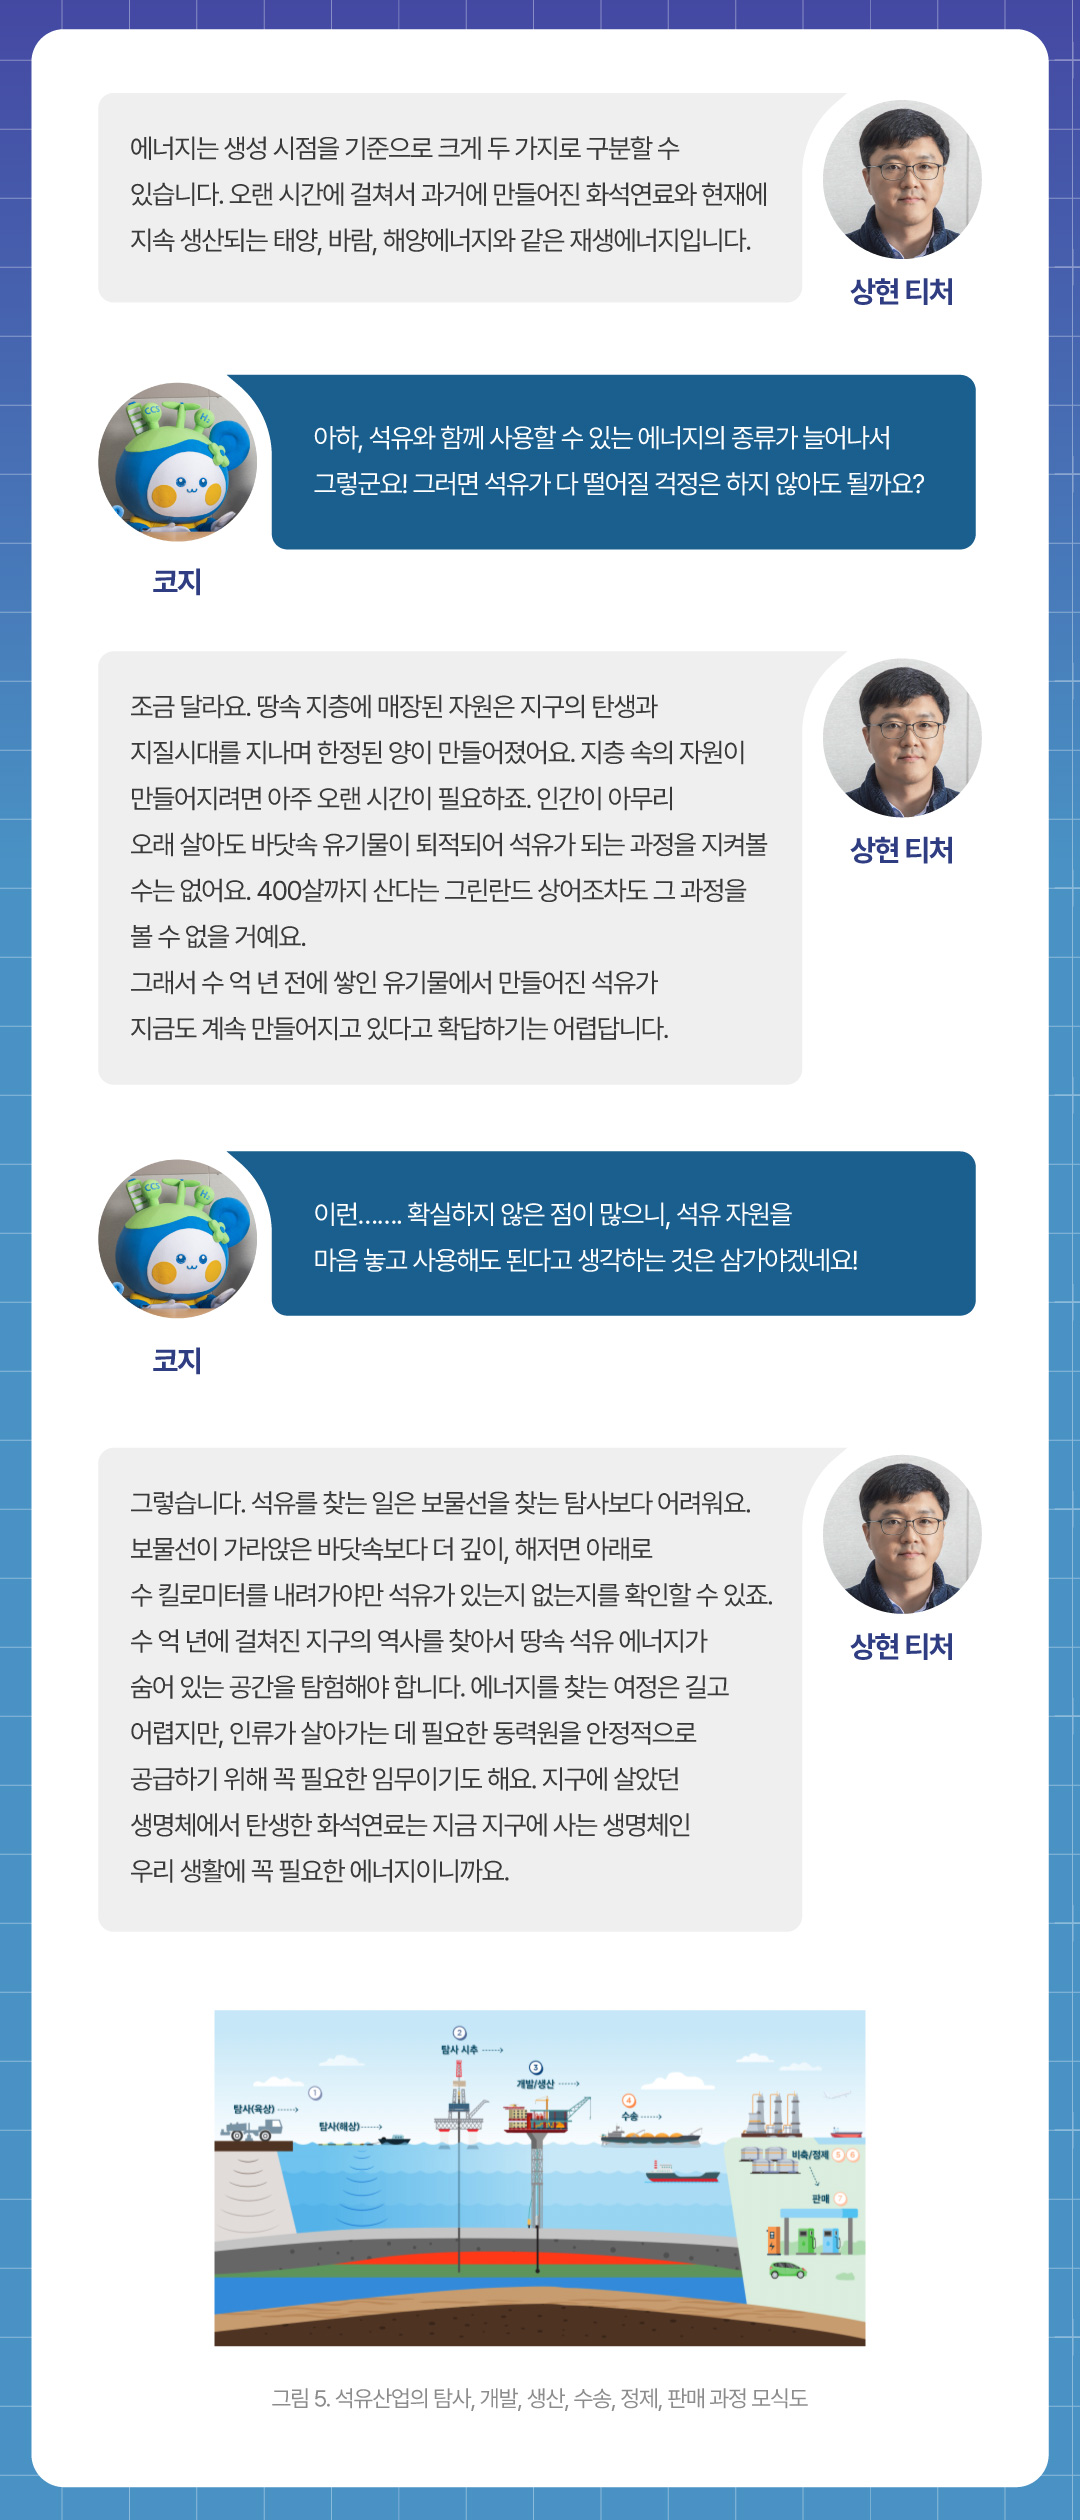 에너지는 생성 시점을 기준으로 크게 두 가지로 구분할 수
있습니다. 오랜 시간에 걸쳐서 과거에 만들어진 화석연료와 현재에
지속 생산되는 태양, 바람, 해양에너지와 같은 재생에너지입니다.
상현 티처
CCS
H₂
아하, 석유와 함께 사용할 수 있는 에너지의 종류가 늘어나서
그렇군요! 그러면 석유가 다 떨어질 걱정은 하지 않아도 될까요?
코지
조금 달라요. 땅속 지층에 매장된 자원은 지구의 탄생과
지질시대를 지나며 한정된 양이 만들어졌어요. 지층 속의 자원이
만들어지려면 아주 오랜 시간이 필요하죠. 인간이 아무리
오래 살아도 바닷속 유기물이 퇴적되어 석유가 되는 과정을 지켜볼
수는 없어요. 400살까지 산다는 그린란드 상어조차도 그 과정을
볼 수 없을 거예요.
그래서 수 억 년 전에 쌓인 유기물에서 만들어진 석유가
지금도 계속 만들어지고 있다고 확답하기는 어렵답니다.
상현 티처
CCS
H₂
이런……. 확실하지 않은 점이 많으니, 석유 자원을
마음 놓고 사용해도 된다고 생각하는 것은 삼가야겠네요!
코지
그렇습니다. 석유를 찾는 일은 보물선을 찾는 탐사보다 어려워요.
보물선이 가라앉은 바닷속보다 더 깊이, 해저면 아래로
수 킬로미터를 내려가야만 석유가 있는지 없는지를 확인할 수 있죠.
수 억 년에 걸쳐진 지구의 역사를 찾아서 땅속 석유 에너지가
숨어 있는 공간을 탐험해야 합니다. 에너지를 찾는 여정은 길고
어렵지만, 인류가 살아가는 데 필요한 동력원을 안정적으로
공급하기 위해 꼭 필요한 임무이기도 해요. 지구에 살았던
생명체에서 탄생한 화석연료는 지금 지구에 사는 생명체인
우리 생활에 꼭 필요한 에너지이니까요.
상현 티처
①
탐사(육상)
탐사(해상)
②
탐사 시추
③
개발/생산
④
수송
비축/정제 ⑤ ⑥
판매 ⑦
그림 5. 석유산업의 탐사, 개발, 생산, 수송, 정제, 판매 과정 모식도